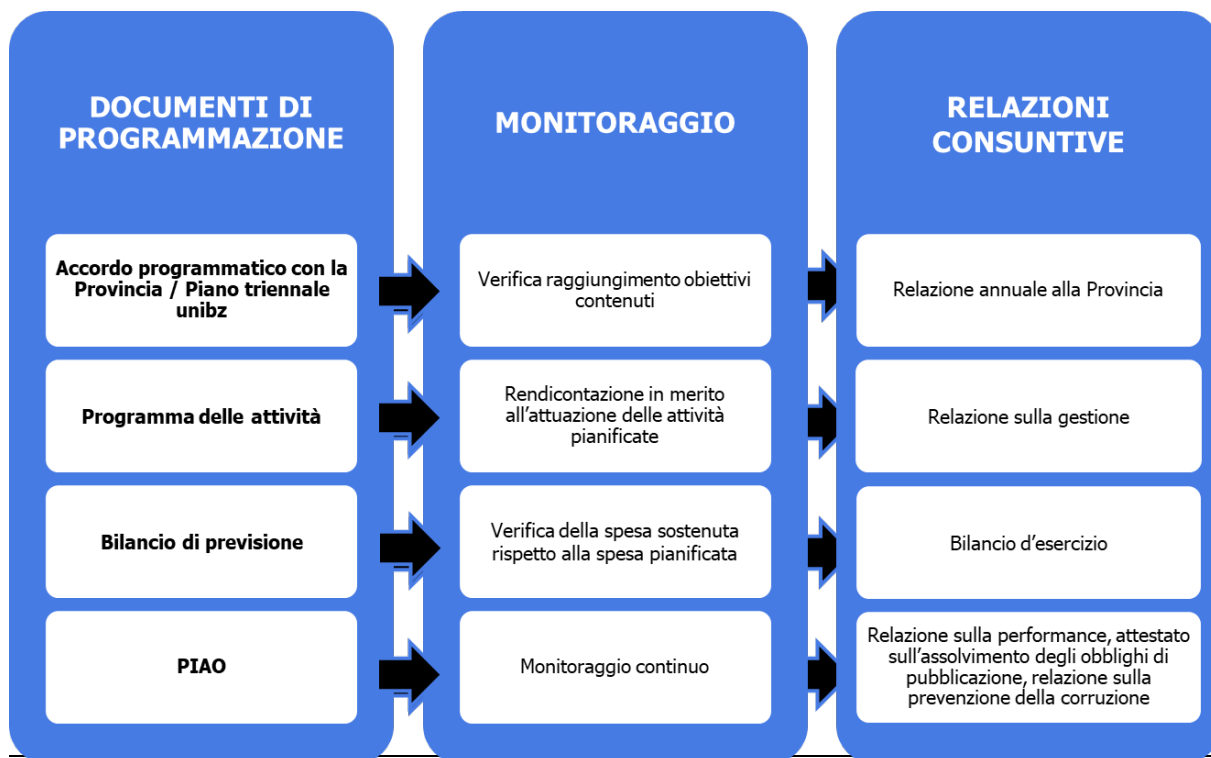 DOCUMENTI DI
PROGRAMMAZIONE
MONITORAGGIO
RELAZIONI
CONSUNTIVE
Accordo programmatico con la
Provincia / Piano triennale
unibz
Verifica raggiungimento obiettivi
contenuti
Relazione annuale alla Provincia
Programma delle attività
Rendicontazione in merito
all'attuazione delle attività
pianificate
Relazione sulla gestione
Bilancio di previsione
Verifica della spesa sostenuta
rispetto alla spesa pianificata
Bilancio d'esercizio
PIAO
Monitoraggio continuo
Relazione sulla performance, attestato
sull'assolvimento degli obblighi di
pubblicazione, relazione sulla
prevenzione della corruzione